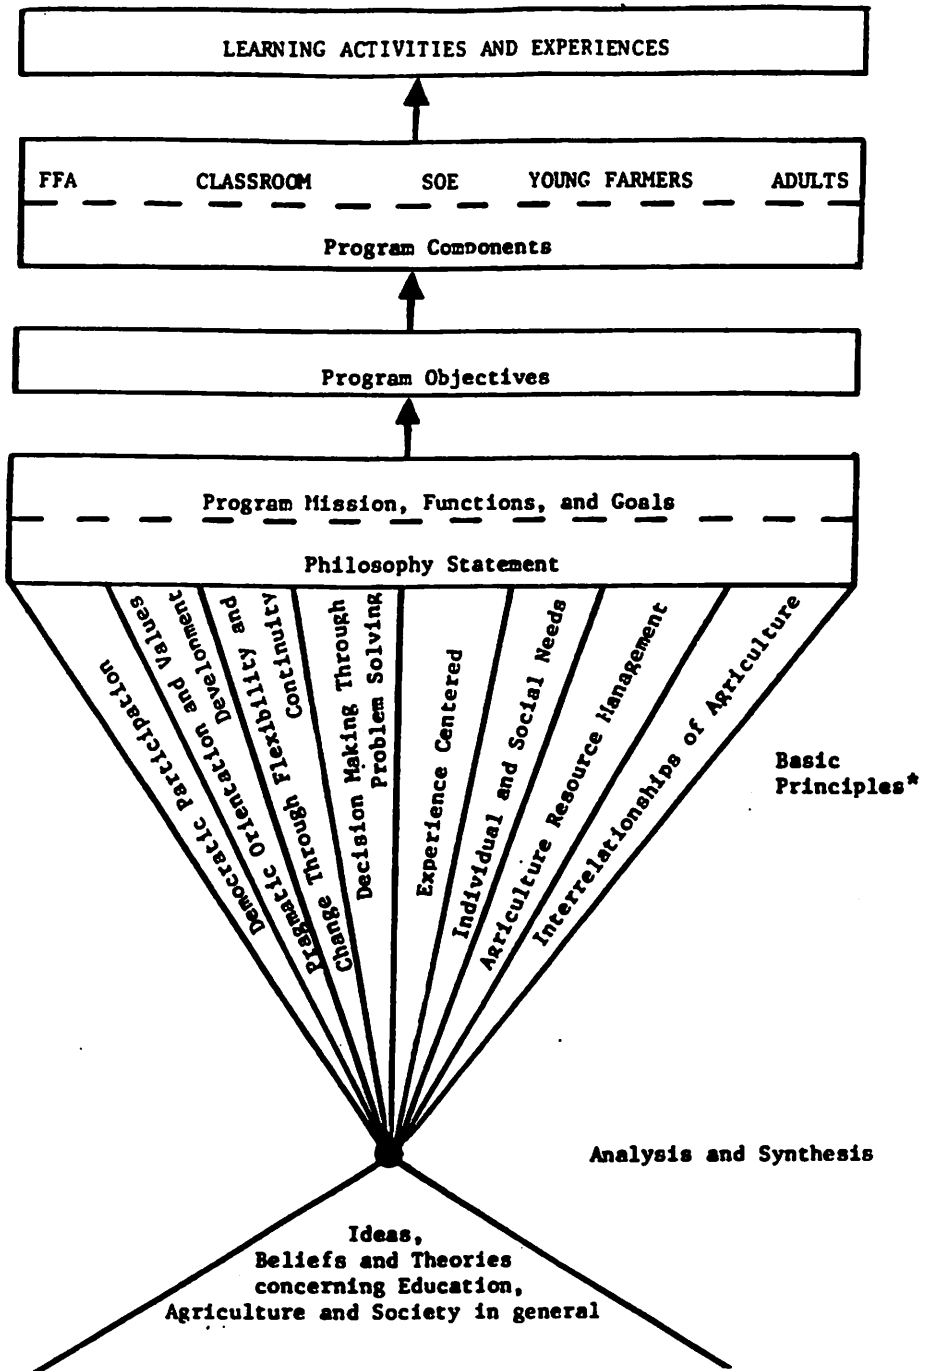 LEARNING ACTIVITIES AND EXPERIENCES
FFA CLASSROOM SOE YOUNG FARMERS ADULTS
Program Components
Program Objectives
Program Mission, Functions, and Goals
Philosophy Statement
Democratic Participation
Pragmatic Orientation and Values
Development
Change Through Flexibility and
Continuity
Decision Making Through
Problem Solving
Experience Centered
Individual and Social Needs
Agriculture Resource Management
Interrelationships of Agriculture
Basic
Principles*
Analysis and Synthesis
Ideas,
Beliefs and Theories
concerning Education,
Agriculture and Society in general